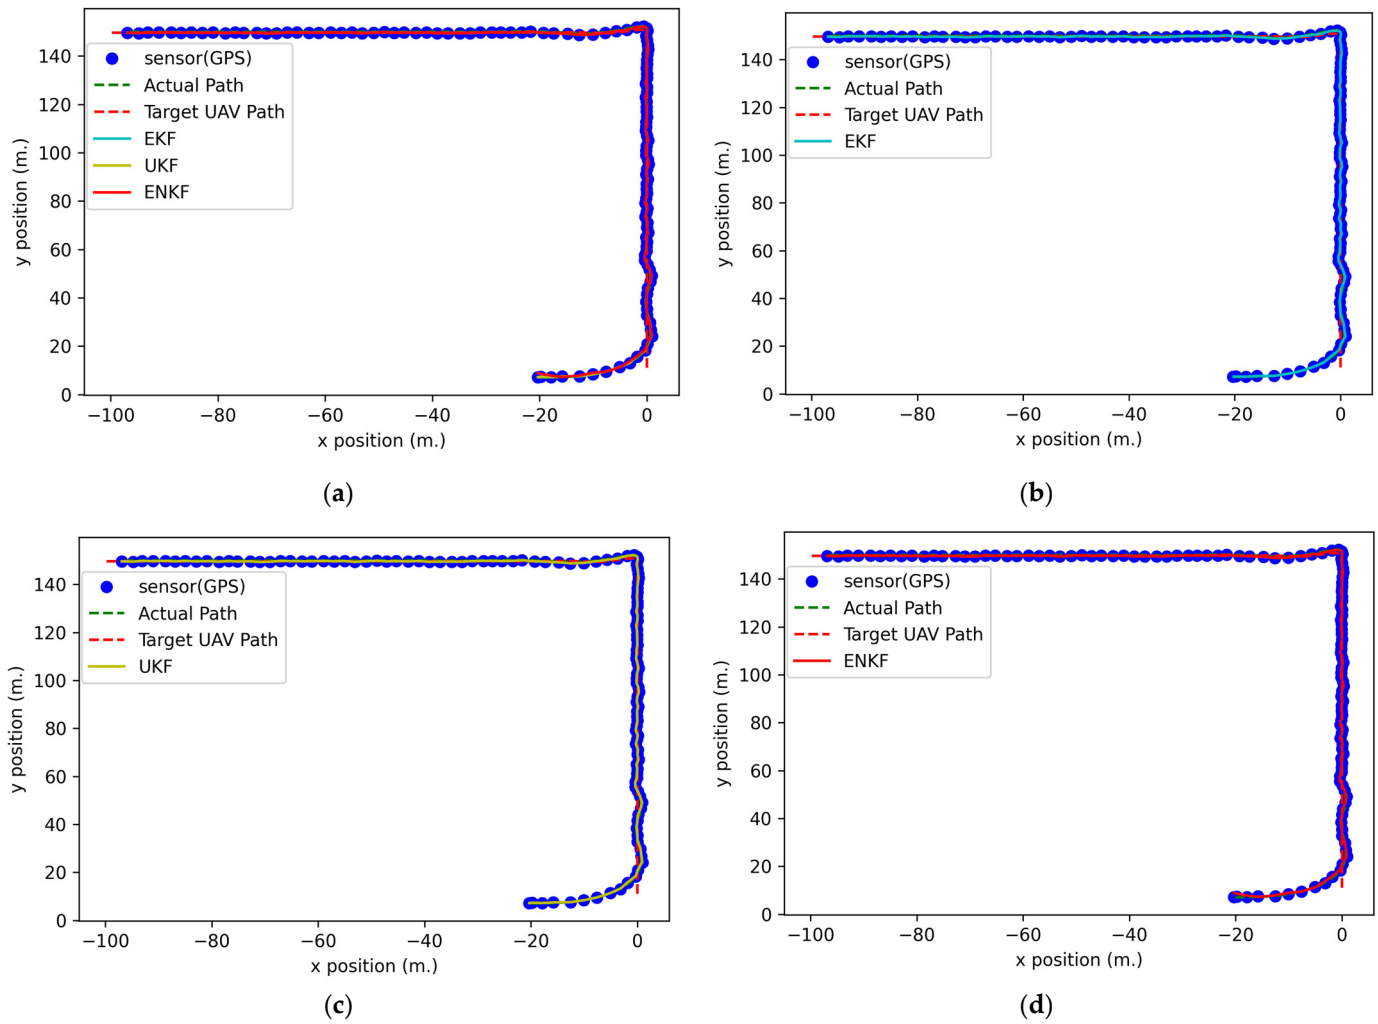 sensor(GPS)
Actual Path
Target UAV Path
EKF
UKF
ENKF
140
120
100
80
60
40
20
0
y position (m.)
−100
−80
−60
−40
−20
0
x position (m.)
(a)
sensor(GPS)
Actual Path
Target UAV Path
EKF
140
120
100
80
60
40
20
0
y position (m.)
−100
−80
−60
−40
−20
0
x position (m.)
(b)
sensor(GPS)
Actual Path
Target UAV Path
UKF
140
120
100
80
60
40
20
0
y position (m.)
−100
−80
−60
−40
−20
0
x position (m.)
(c)
sensor(GPS)
Actual Path
Target UAV Path
ENKF
140
120
100
80
60
40
20
0
y position (m.)
−100
−80
−60
−40
−20
0
x position (m.)
(d)